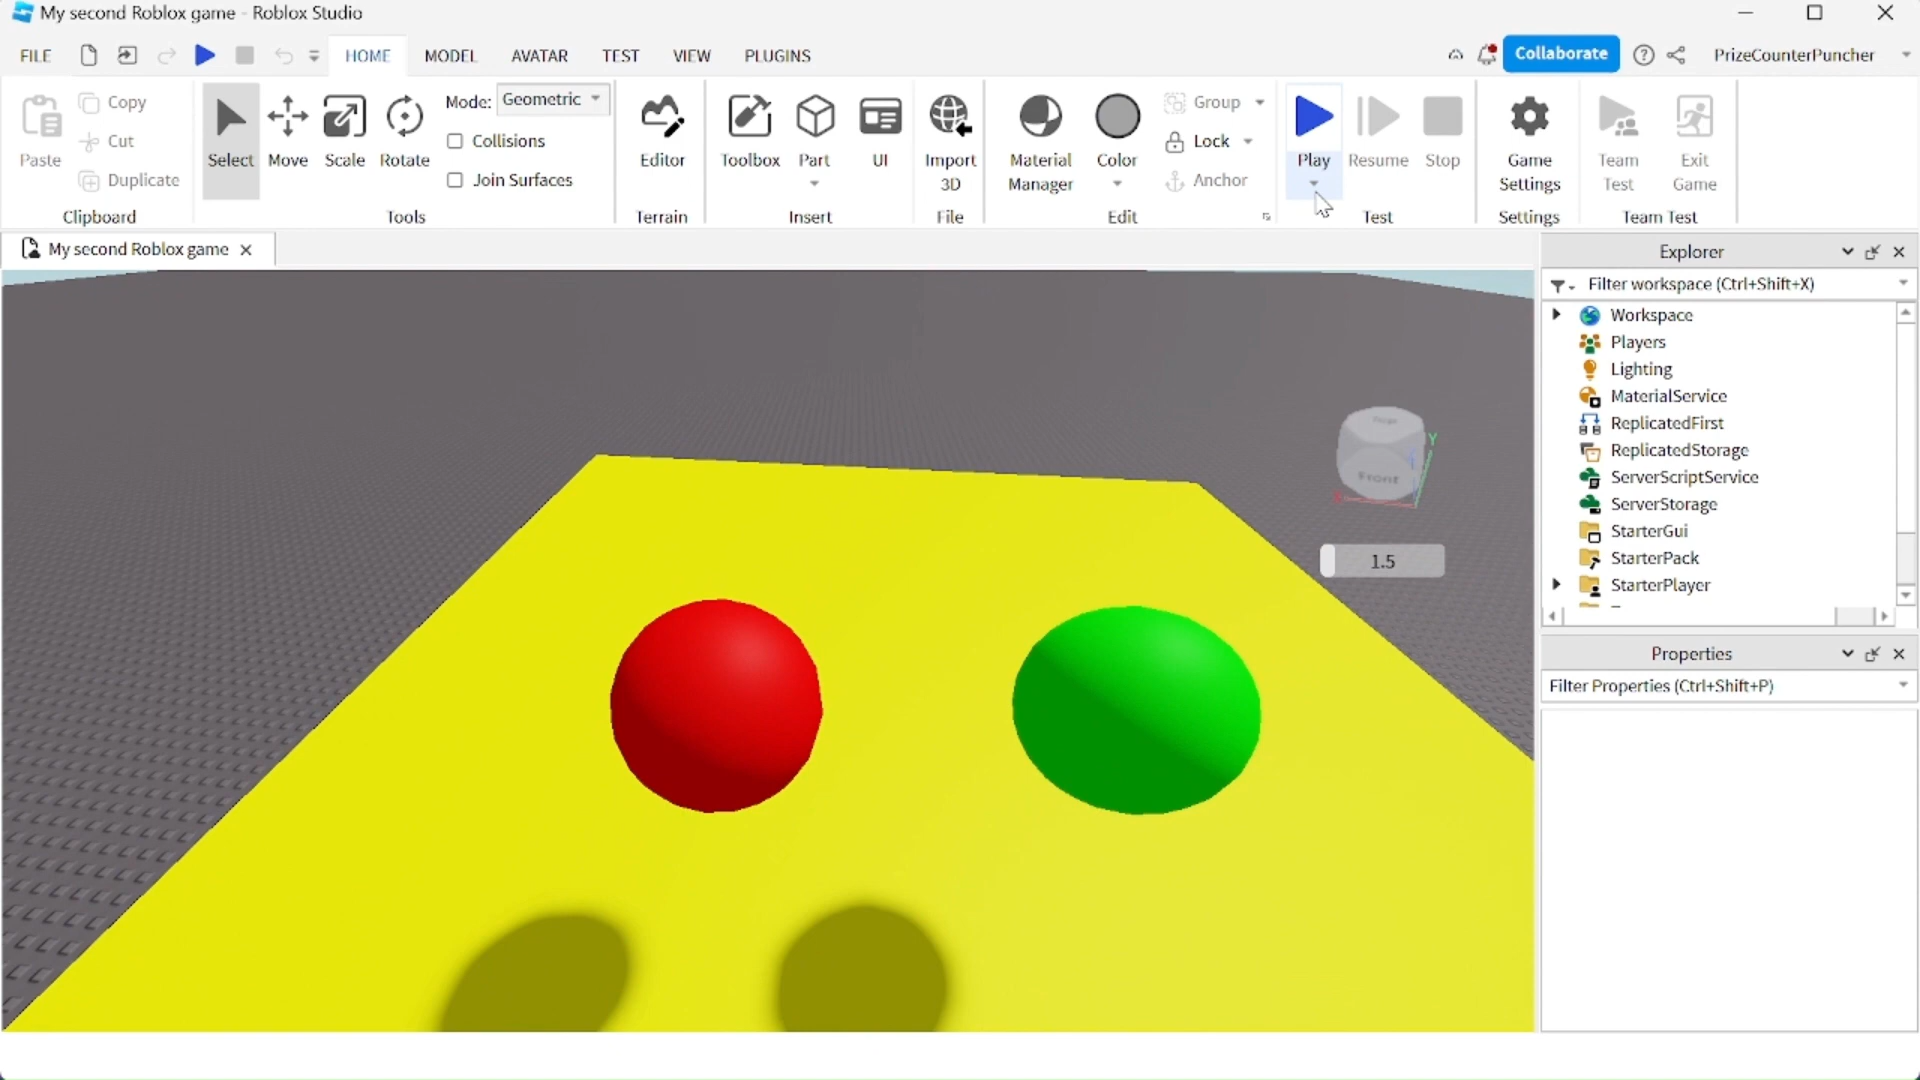 My second Roblox game - Roblox Studio
FILE
HOME
MODEL
AVATAR
TEST
VIEW
PLUGINS
Collaborate
PrizeCounterPuncher
Paste
Copy
Cut
Duplicate
Clipboard
Select
Move
Scale
Rotate
Mode: Geometric
Collisions
Join Surfaces
Tools
Editor
Terrain
Toolbox
Part
UI
Insert
Import
3D
File
Material
Manager
Color
Group
Lock
Anchor
Edit
Play
Resume
Stop
Test
Game
Settings
Settings
Team
Test
Exit
Game
Team Test
My second Roblox game
Y
1.5
Explorer
Filter workspace (Ctrl+Shift+X)
Workspace
Players
Lighting
MaterialService
ReplicatedFirst
ReplicatedStorage
ServerScriptService
ServerStorage
StarterGui
StarterPack
StarterPlayer
Properties
Filter Properties (Ctrl+Shift+P)